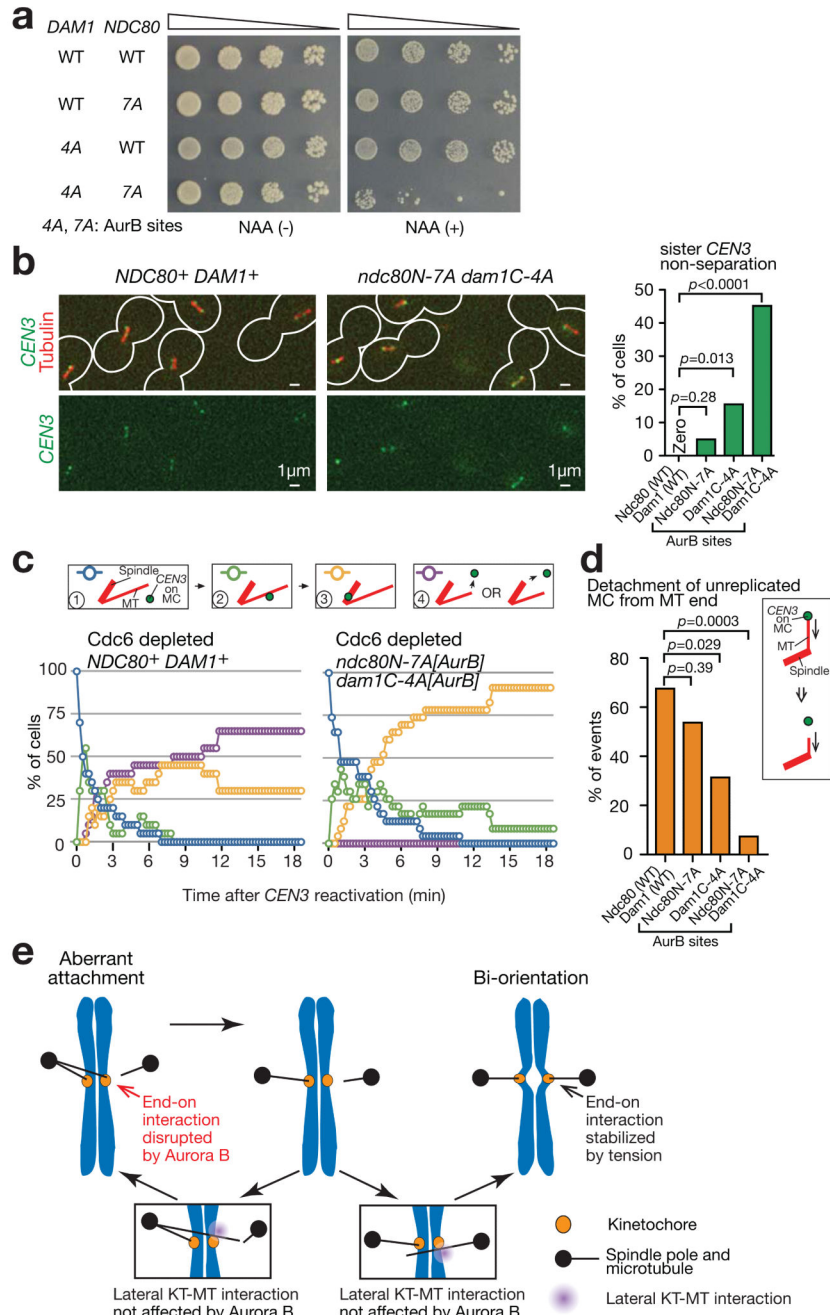 a
DAM1 NDC80
WT WT
WT 7A
4A WT
4A 7A
4A, 7A: AurB sites
NAA (-)
NAA (+)
b
NDC80+ DAM1+
ndc80N-7A dam1C-4A
CEN3
Tubulin
CEN3
1μm
1μm
sister CEN3
non-separation
p<0.0001
p=0.013
p=0.28
% of cells
50
40
30
20
10
0
Zero
Ndc80 (WT)
Dam1 (WT)
Ndc80N-7A
Dam1C-4A
Ndc80N-7A
Dam1C-4A
AurB sites
c
Spindle
CEN3
on
MC
MT
1
2
3
4
OR
Cdc6 depleted
NDC80+ DAM1+
Cdc6 depleted
ndc80N-7A[AurB]
dam1C-4A[AurB]
% of cells
100
75
50
25
0
0 3 6 9 12 15 18
0 3 6 9 12 15 18
Time after CEN3 reactivation (min)
d
Detachment of unreplicated
MC from MT end
p=0.0003
p=0.029
p=0.39
% of events
80
60
40
20
0
Ndc80 (WT)
Dam1 (WT)
Ndc80N-7A
Dam1C-4A
Ndc80N-7A
Dam1C-4A
AurB sites
CEN3
on
MC
MT
Spindle
e
Aberrant
attachment
Bi-orientation
End-on
interaction
disrupted
by Aurora B
End-on
interaction
stabilized
by tension
Lateral KT-MT interaction
not affected by Aurora B
Lateral KT-MT interaction
not affected by Aurora B
Kinetochore
Spindle pole and
microtubule
Lateral KT-MT interaction